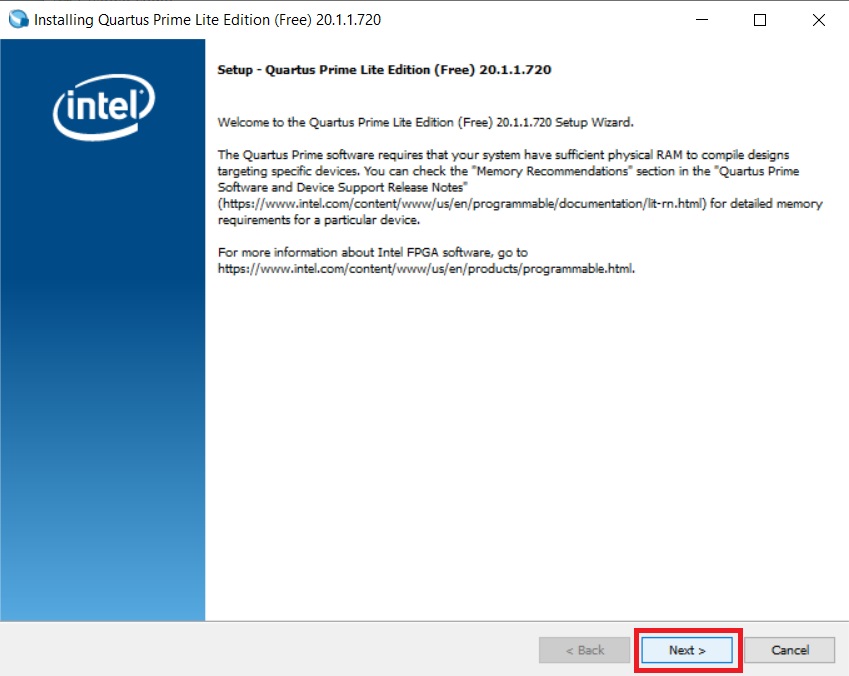 Installing Quartus Prime Lite Edition (Free) 20.1.1.720
intel
Setup - Quartus Prime Lite Edition (Free) 20.1.1.720
Welcome to the Quartus Prime Lite Edition (Free) 20.1.1.720 Setup Wizard.
The Quartus Prime software requires that your system have sufficient physical RAM to compile designs
targeting specific devices. You can check the "Memory Recommendations" section in the "Quartus Prime
Software and Device Support Release Notes"
(https://www.intel.com/content/www/us/en/programmable/documentation/lit-rn.html) for detailed memory
requirements for a particular device.
For more information about Intel FPGA software, go to
https://www.intel.com/content/www/us/en/products/programmable.html.
< Back
Next >
Cancel